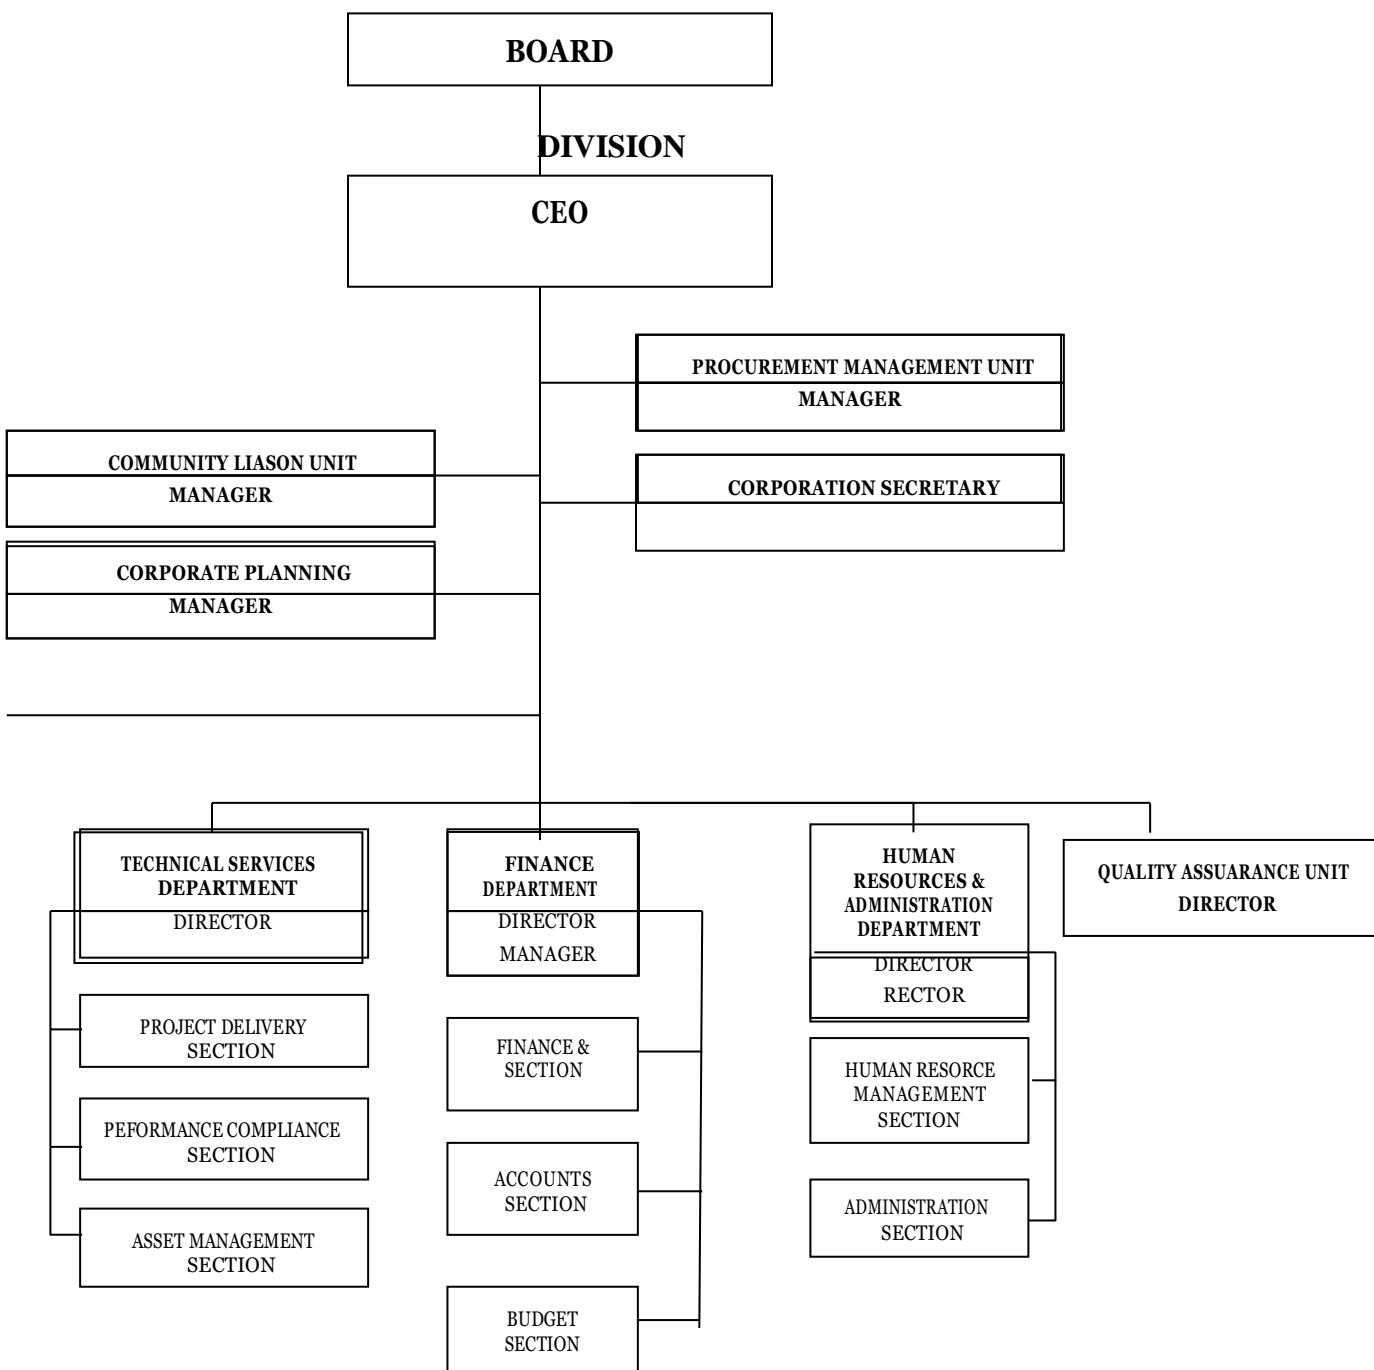 BOARD
DIVISION
CEO
PROCUREMENT MANAGEMENT UNIT
MANAGER
COMMUNITY LIASON UNIT
MANAGER
CORPORATION SECRETARY
CORPORATE PLANNING
MANAGER
TECHNICAL SERVICES
DEPARTMENT
DIRECTOR
PROJECT DELIVERY
SECTION
PEFORMANCE COMPLIANCE
SECTION
ASSET MANAGEMENT
SECTION
FINANCE
DEPARTMENT
DIRECTOR
MANAGER
FINANCE &
SECTION
ACCOUNTS
SECTION
BUDGET
SECTION
HUMAN
RESOURCES &
ADMINISTRATION
DEPARTMENT
DIRECTOR
RECTOR
HUMAN RESORCE
MANAGEMENT
SECTION
ADMINISTRATION
SECTION
QUALITY ASSUARANCE UNIT
DIRECTOR